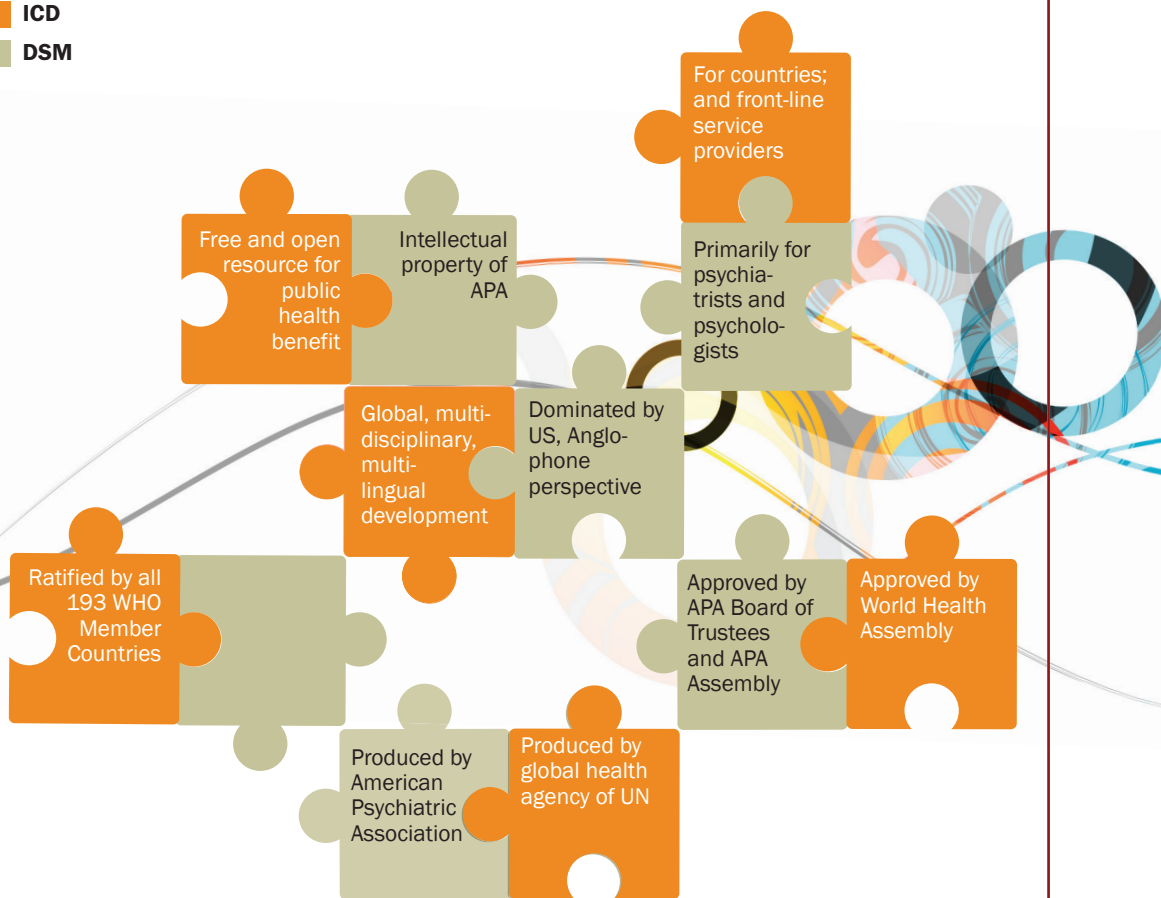 ICD
DSM
For countries;
and front-line
service
providers
Free and open
resource for
public
health
benefit
Intellectual
property of
APA
Primarily for
psychia-
trists and
psycholo-
gists
Global, multi-
disciplinary,
multi-
lingual
development
Dominated by
US, Anglo-
phone
perspective
Ratified by all
193 WHO
Member
Countries
Approved by
APA Board of
Trustees
and APA
Assembly
Approved by
World Health
Assembly
Produced by
American
Psychiatric
Association
Produced by
global health
agency of UN